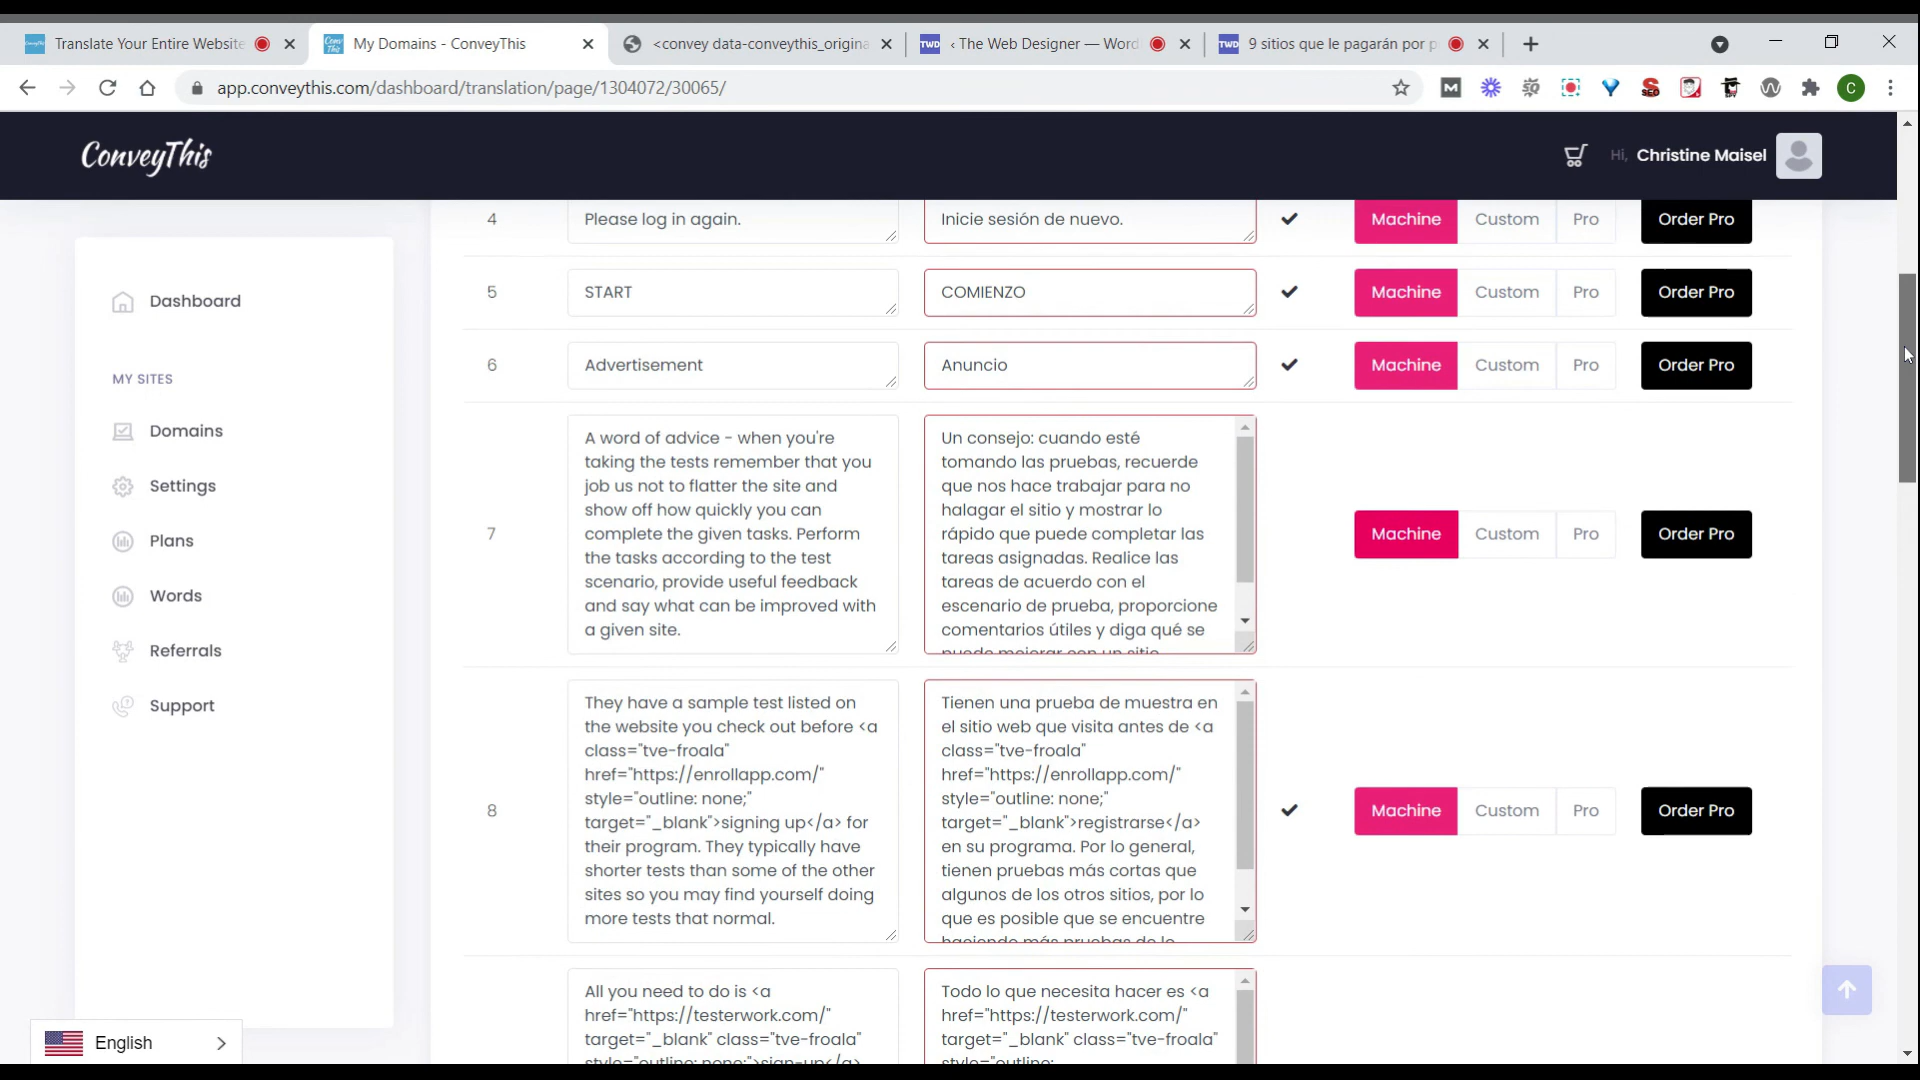 Translate Your Entire Website
My Domains - ConveyThis
<convey data-conveythis_origina
‹ The Web Designer — Word
9 sitios que le pagarán por p
app.conveythis.com/dashboard/translation/page/1304072/30065/
ConveyThis
Hi, Christine Maisel
Dashboard
MY SITES
Domains
Settings
Plans
Words
Referrals
Support
English
4 Please log in again. Inicie sesión de nuevo. Machine Custom Pro Order Pro
5 START COMIENZO Machine Custom Pro Order Pro
6 Advertisement Anuncio Machine Custom Pro Order Pro
7
A word of advice - when you're
taking the tests remember that you
job us not to flatter the site and
show off how quickly you can
complete the given tasks. Perform
the tasks according to the test
scenario, provide useful feedback
and say what can be improved with
a given site.
Un consejo: cuando esté
tomando las pruebas, recuerde
que nos hace trabajar para no
halagar el sitio y mostrar lo
rápido que puede completar las
tareas asignadas. Realice las
tareas de acuerdo con el
escenario de prueba, proporcione
comentarios útiles y diga qué se
puede mejorar con un sitio
Machine Custom Pro Order Pro
8
They have a sample test listed on
the website you check out before <a
class="tve-froala"
href="https://enrollapp.com/"
style="outline: none;"
target="_blank">signing up</a> for
their program. They typically have
shorter tests than some of the other
sites so you may find yourself doing
more tests that normal.
Tienen una prueba de muestra en
el sitio web que visita antes de <a
class="tve-froala"
href="https://enrollapp.com/"
style="outline: none;"
target="_blank">registrarse</a>
en su programa. Por lo general,
tienen pruebas más cortas que
algunos de los otros sitios, por lo
que es posible que se encuentre
haciendo más pruebas de lo
Machine Custom Pro Order Pro
All you need to do is <a
href="https://testerwork.com/"
target="_blank" class="tve-froala"
style="outline: none;">sign-up</a>
Todo lo que necesita hacer es <a
href="https://testerwork.com/"
target="_blank" class="tve-froala"
style="outline: